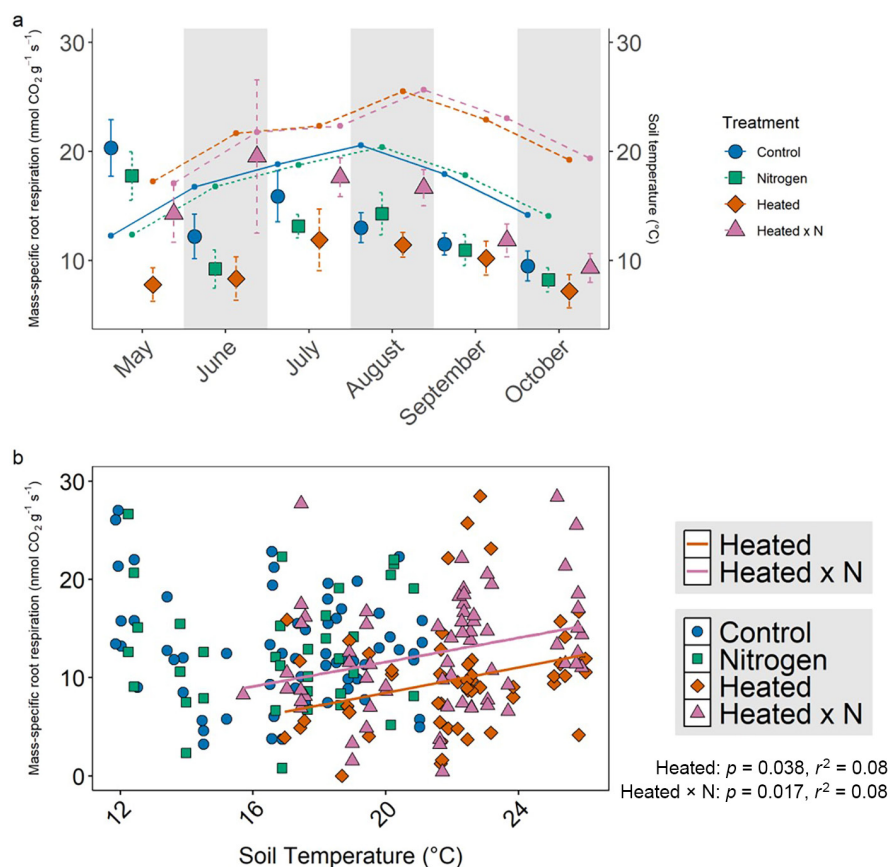 a
Mass-specific root respiration (nmol CO₂ g⁻¹ s⁻¹)
30
20
10
30
20
10
Soil temperature (°C)
May
June
July
August
September
October
Treatment
Control
Nitrogen
Heated
Heated x N
b
Mass-specific root respiration (nmol CO₂ g⁻¹ s⁻¹)
30
20
10
0
12
16
20
24
Soil Temperature (°C)
Heated
Heated x N
Control
Nitrogen
Heated
Heated x N
Heated: p = 0.038, r² = 0.08
Heated × N: p = 0.017, r² = 0.08